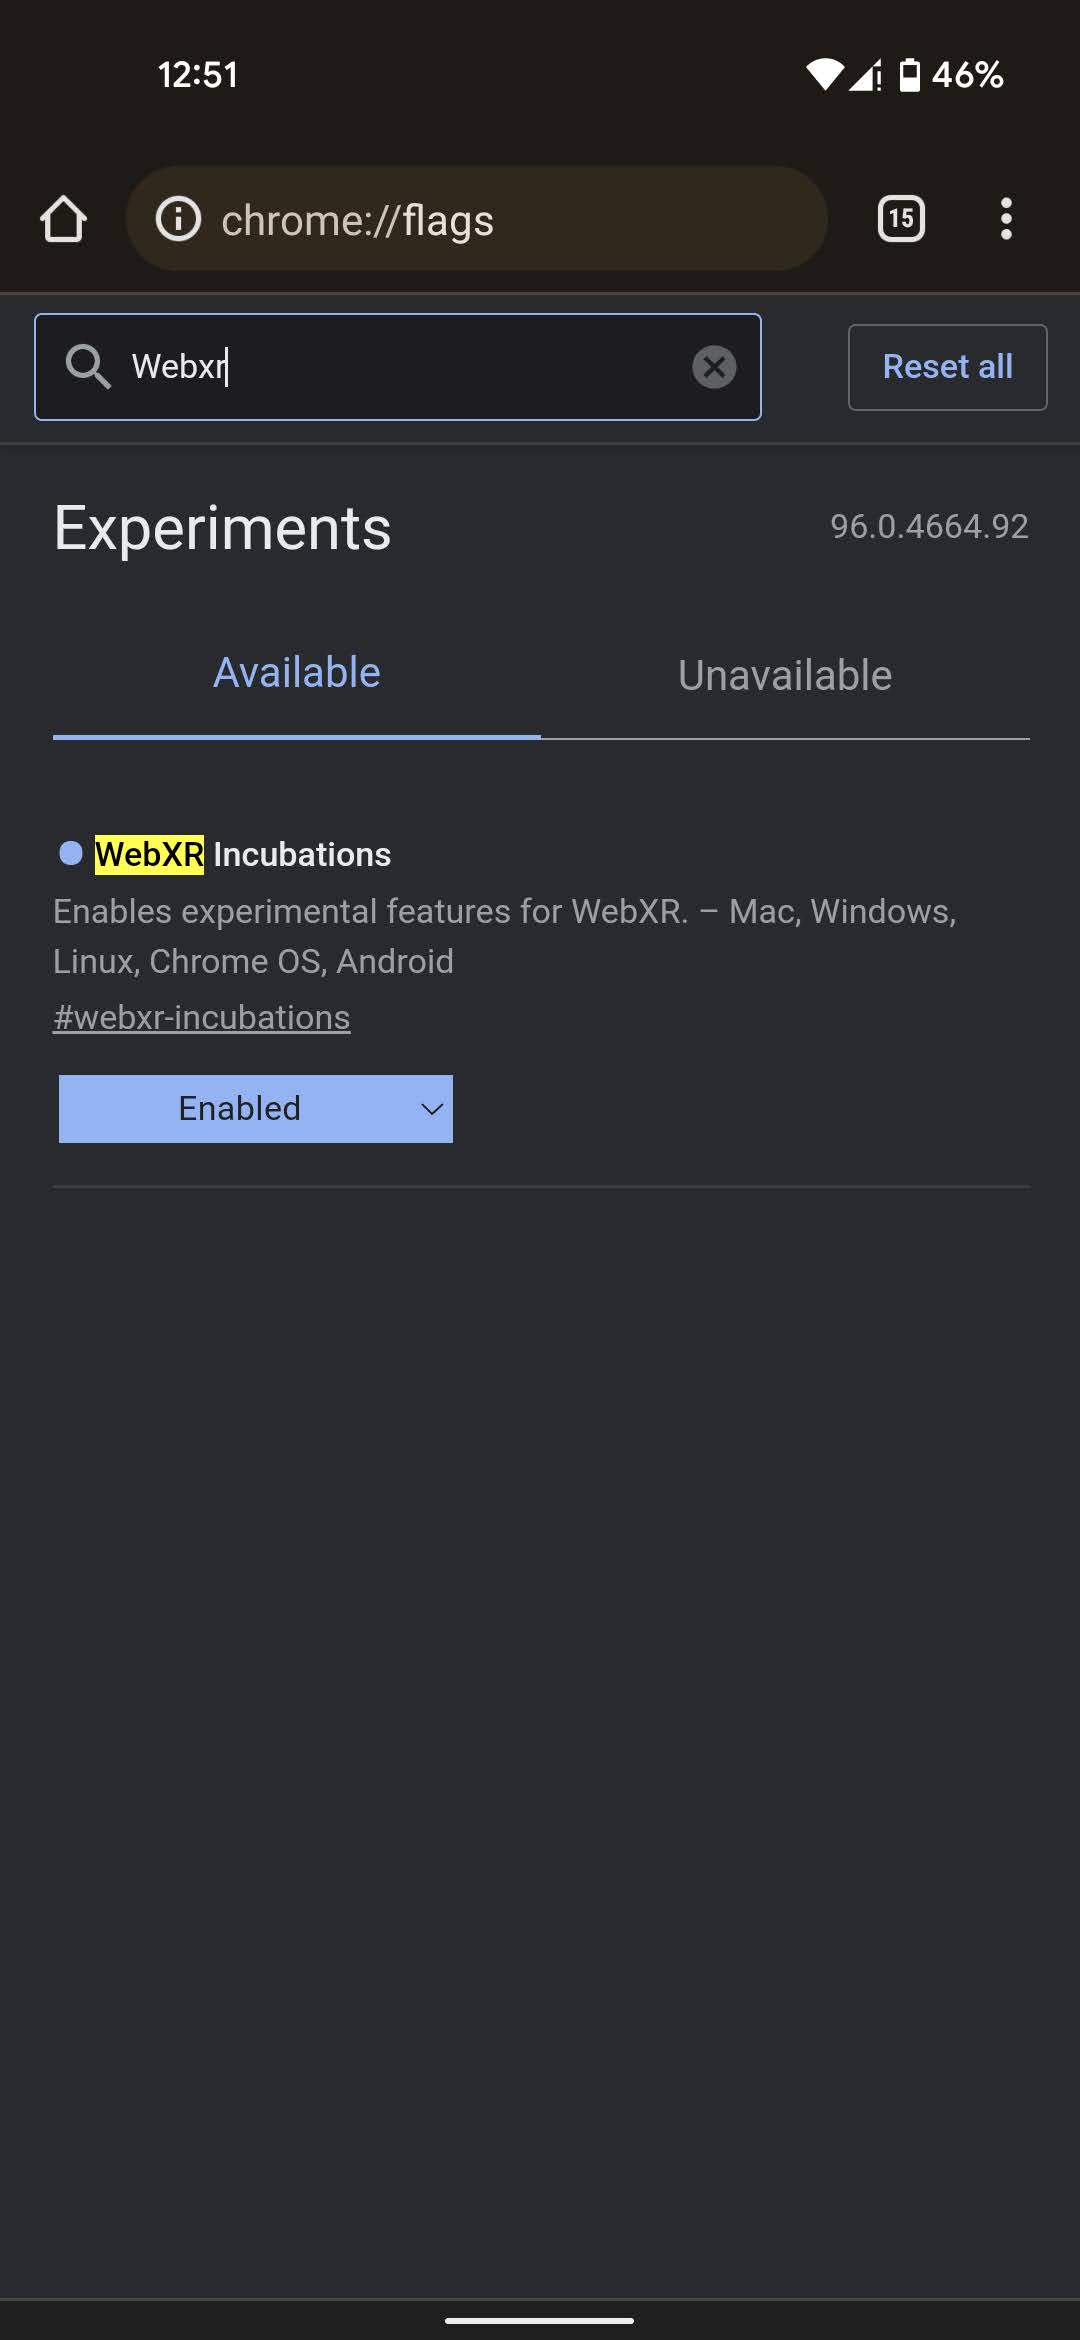 12:51
46%
chrome://flags
15
Webxr
Reset all
Experiments
96.0.4664.92
Available
Unavailable
WebXR Incubations
Enables experimental features for WebXR. – Mac, Windows,
Linux, Chrome OS, Android
#webxr-incubations
Enabled